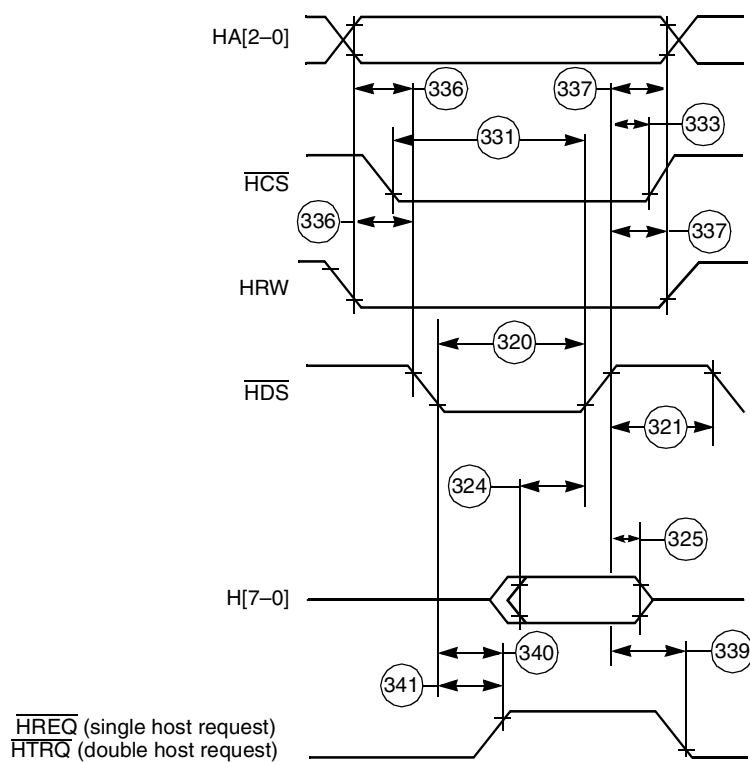 HA[2–0]
336
337
333
331
HCS
336
337
HRW
320
HDS
321
324
325
H[7–0]
340
339
341
HREQ (single host request)
HTRQ (double host request)